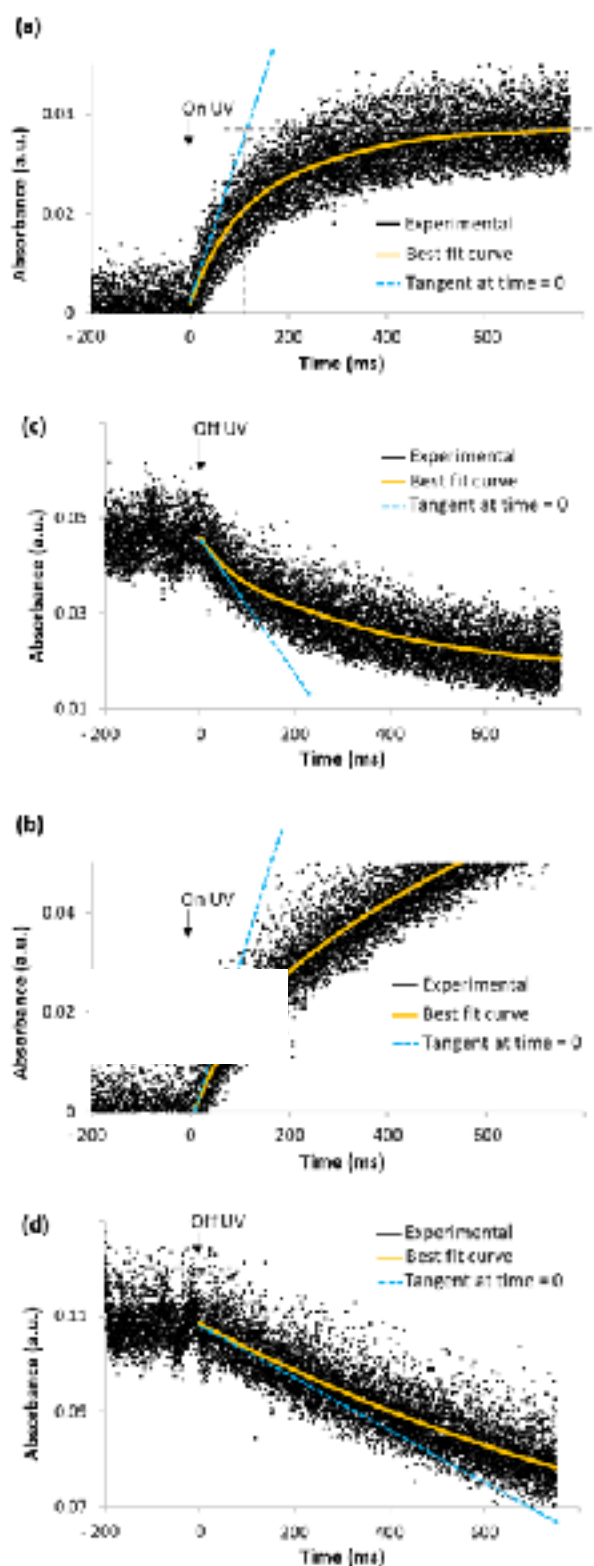 (a)
Absorbance (a.u.)
On UV
0.02
0
Experimental
Best fit curve
Tangent at time = 0
- 200
0
200
400
600
Time (ms)
(c)
Absorbance (a.u.)
Off UV
0.05
0.03
0.01
Experimental
Best fit curve
Tangent at time = 0
- 200
0
200
400
600
Time (ms)
(b)
Absorbance (a.u.)
On UV
0.04
0.02
0
Experimental
Best fit curve
Tangent at time = 0
- 200
0
200
400
600
Time (ms)
(d)
Absorbance (a.u.)
Off UV
0.11
0.07
Experimental
Best fit curve
Tangent at time = 0
- 200
0
200
400
600
Time (ms)